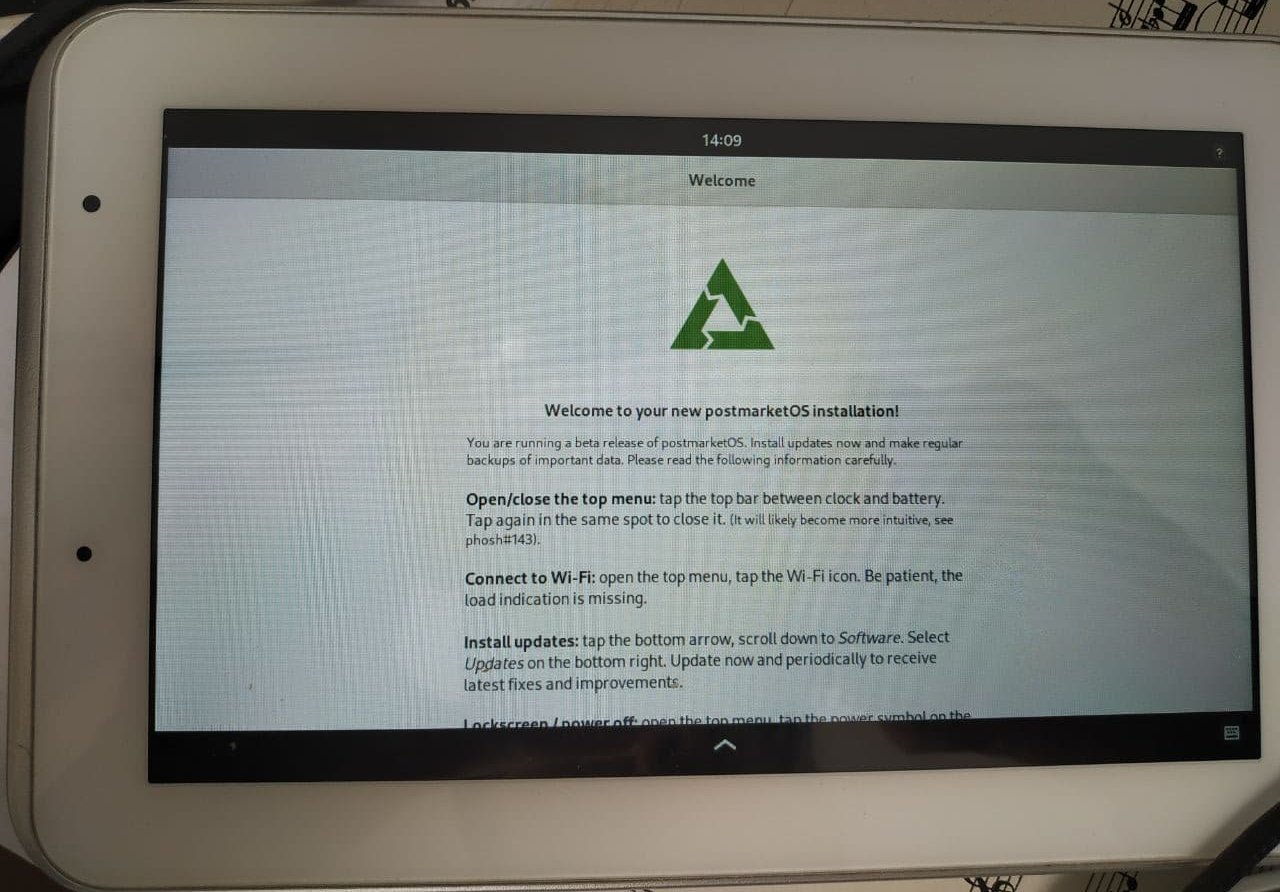 14:09
?
Welcome
Welcome to your new postmarketOS installation!
You are running a beta release of postmarketOS. Install updates now and make regular
backups of important data. Please read the following information carefully.
Open/close the top menu: tap the top bar between clock and battery.
Tap again in the same spot to close it. (It will likely become more intuitive, see
phosh#143).
Connect to Wi-Fi: open the top menu, tap the Wi-Fi icon. Be patient, the
load indication is missing.
Install updates: tap the bottom arrow, scroll down to Software. Select
Updates on the bottom right. Update now and periodically to receive
latest fixes and improvements.
Lockscreen / power off: open the top menu, tap the power symbol on the